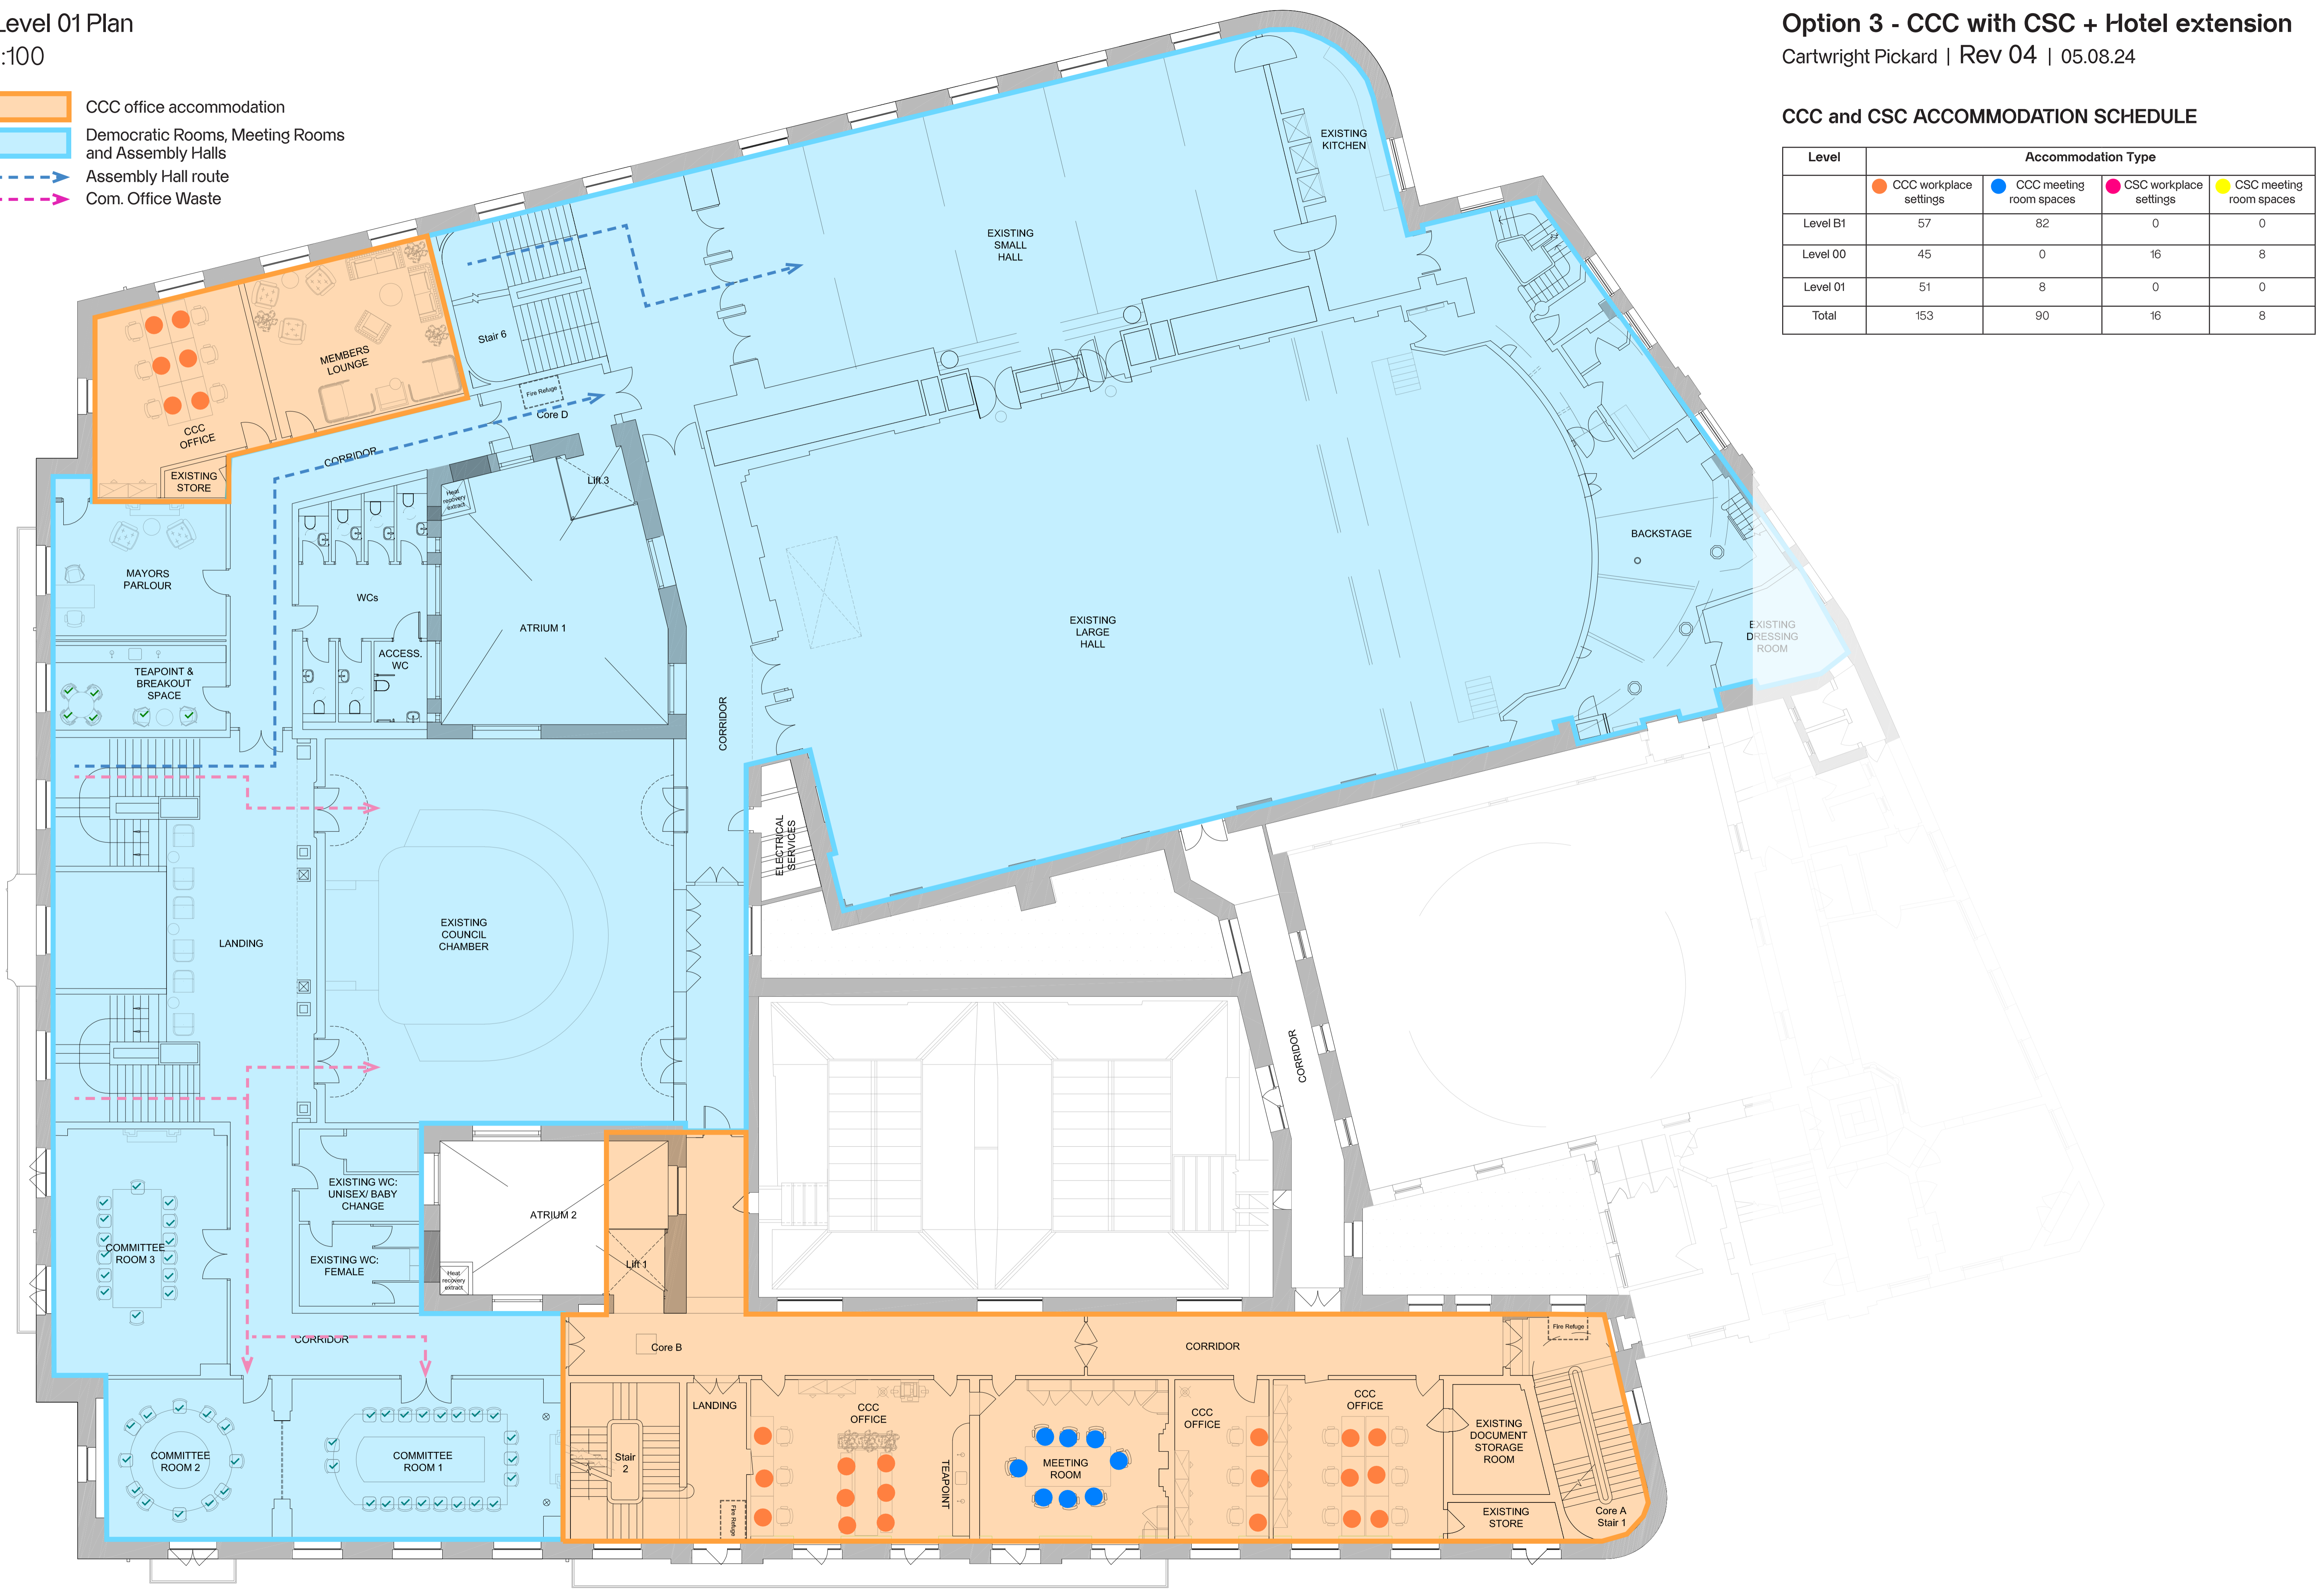 Level 01 Plan
:100
CCC office accommodation
Democratic Rooms, Meeting Rooms
and Assembly Halls
Assembly Hall route
Com. Office Waste
Option 3 - CCC with CSC + Hotel extension
Cartwright Pickard | Rev 04 | 05.08.24
CCC and CSC ACCOMMODATION SCHEDULE
Level Accommodation Type
CCC workplace settings CCC meeting room spaces CSC workplace settings CSC meeting room spaces
Level B1 57 82 0 0
Level 00 45 0 16 8
Level 01 51 8 0 0
Total 153 90 16 8
EXISTING
KITCHEN
EXISTING
SMALL
HALL
Stair 6
MEMBERS
LOUNGE
CCC
OFFICE
EXISTING
STORE
Fire Refuge
Core D
CORRIDOR
Lift 3
Heat
recovery
extract
MAYORS
PARLOUR
WCs
ATRIUM 1
ACCESS.
WC
TEAPOINT &
BREAKOUT
SPACE
CORRIDOR
EXISTING
LARGE
HALL
BACKSTAGE
EXISTING
DRESSING
ROOM
ELECTRICAL
SERVICES
LANDING
EXISTING
COUNCIL
CHAMBER
CORRIDOR
EXISTING WC:
UNISEX/ BABY
CHANGE
ATRIUM 2
COMMITTEE
ROOM 3
EXISTING WC:
FEMALE
Heat
recovery
extract
Lift 1
CORRIDOR
Core B
CORRIDOR
Fire Refuge
LANDING
CCC
OFFICE
CCC
OFFICE
CCC
OFFICE
COMMITTEE
ROOM 2
COMMITTEE
ROOM 1
Stair
2
Fire Refuge
TEAPOINT
MEETING
ROOM
EXISTING
DOCUMENT
STORAGE
ROOM
EXISTING
STORE
Core A
Stair 1